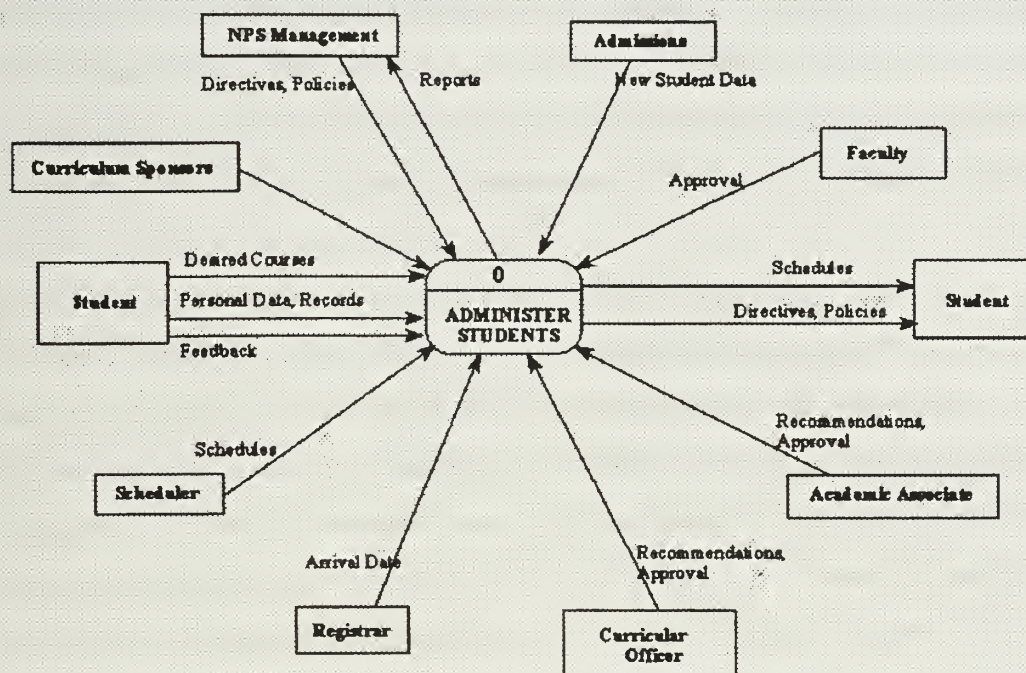 NPS Management
Admissions
Directives, Policies
Reports
New Student Data
Curriculum Sponsors
Faculty
Approval
Desired Courses
0
Schedules
Student
Personal Data, Records
ADMINISTER
STUDENTS
Directives, Policies
Student
Feedback
Recommendations,
Approval
Schedules
Scheduler
Academic Associate
Arrival Date
Recommendations,
Approval
Registrar
Curricular
Officer